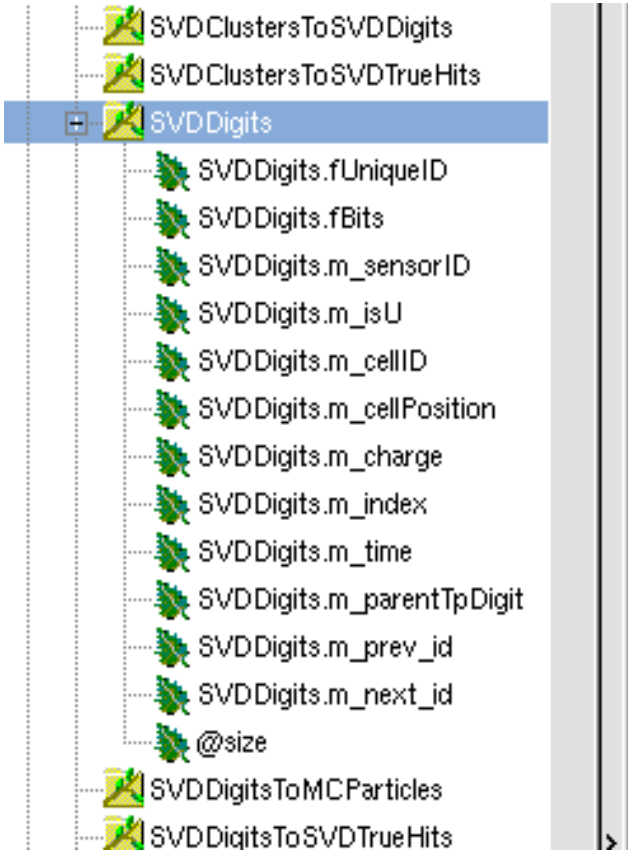 SVDClustersToSVDDigits
SVDClustersToSVDTrueHits
SVDDigits
SVDDigits.fUniqueID
SVDDigits.fBits
SVDDigits.m_sensorID
SVDDigits.m_isU
SVDDigits.m_cellID
SVDDigits.m_cellPosition
SVDDigits.m_charge
SVDDigits.m_index
SVDDigits.m_time
SVDDigits.m_parentTpDigit
SVDDigits.m_prev_id
SVDDigits.m_next_id
@size
SVDDigitsToMCParticles
SVDDigitsToSVDTrueHits